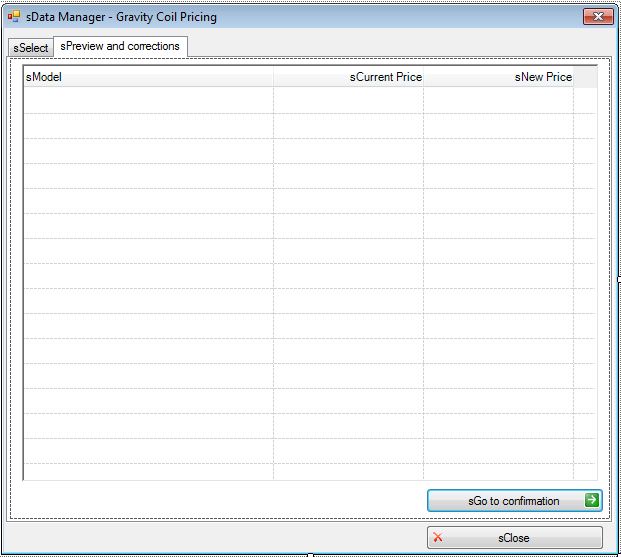 sData Manager - Gravity Coil Pricing
sSelect sPreview and corrections
sModel sCurrent Price sNew Price
sGo to confirmation
sClose